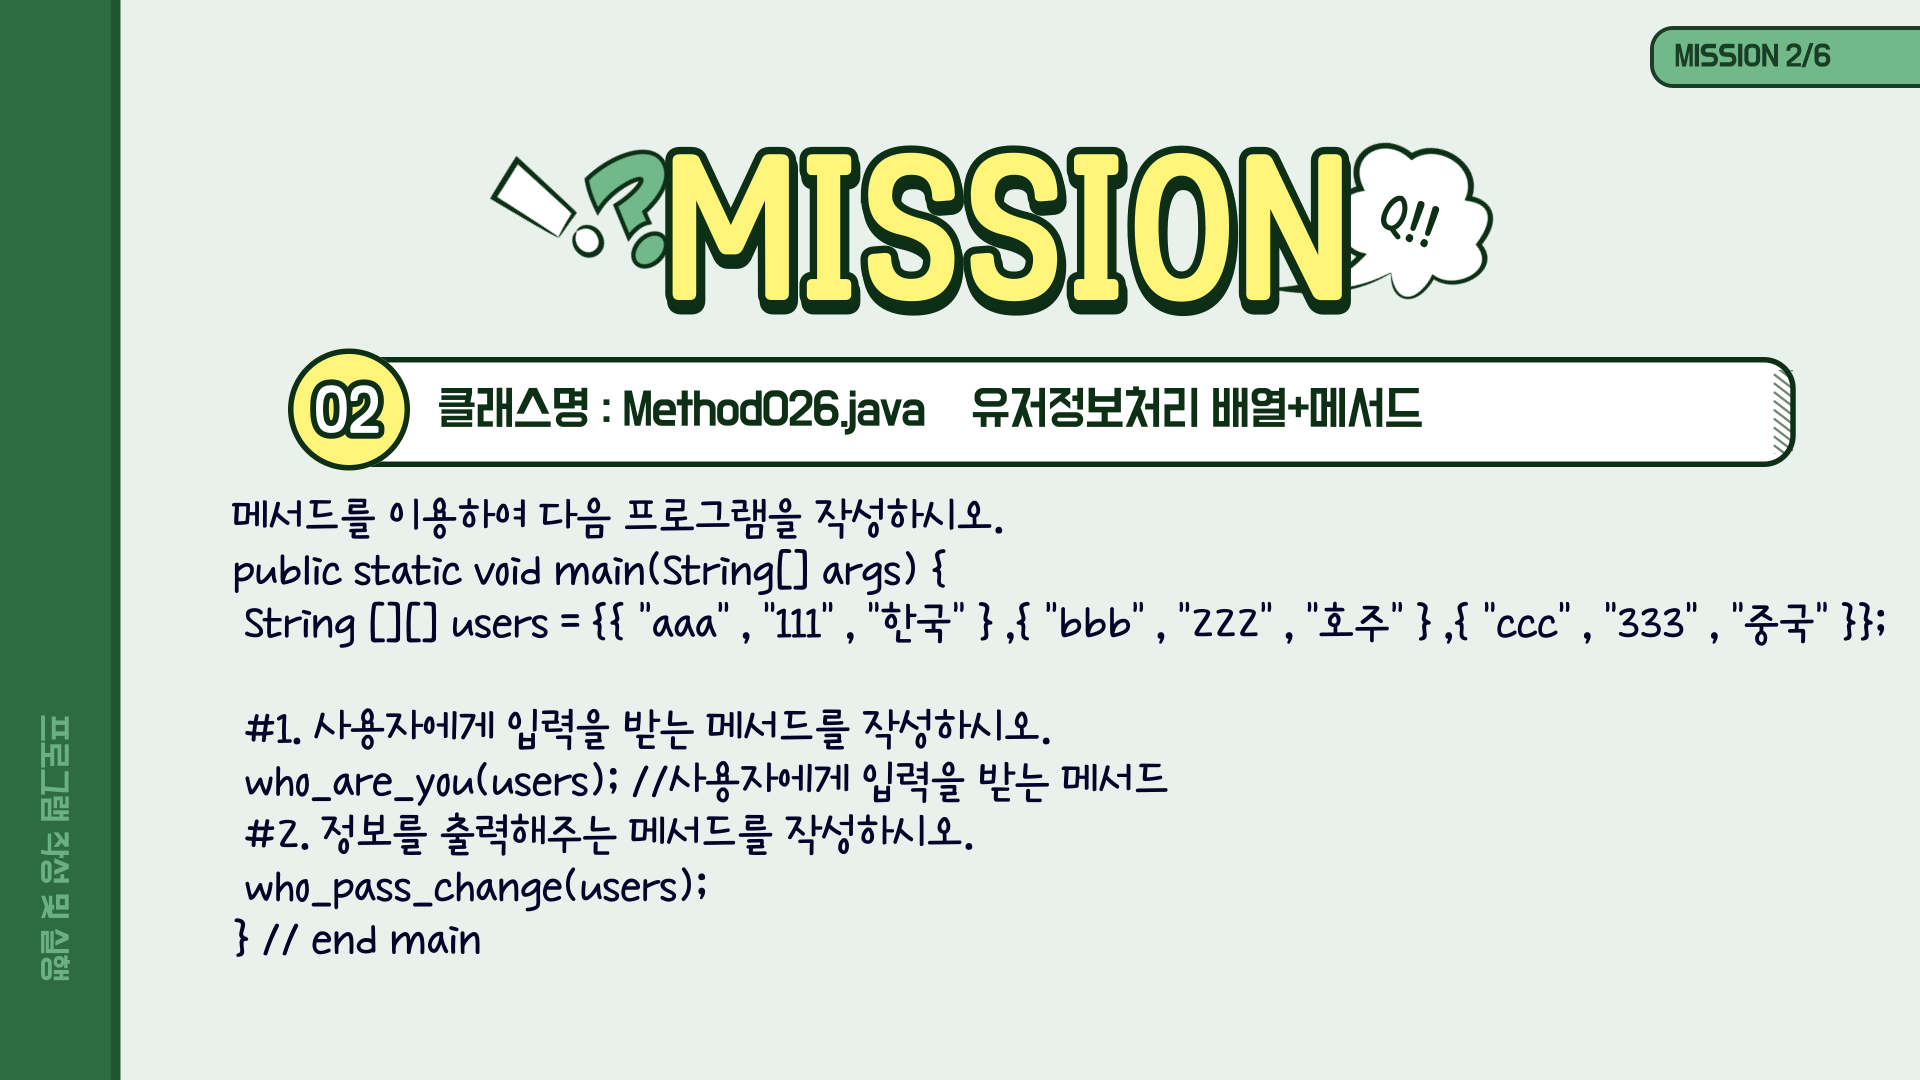 MISSION 2/6
!?
MISSION
Q!!
02
클래스명 : Method026.java 유저정보처리 배열+메서드
메서드를 이용하여 다음 프로그램을 작성하시오.
public static void main(String[] args) {
String [][] users = {{ "aaa" , "111" , "한국" } ,{ "bbb" , "222" , "호주" } ,{ "ccc" , "333" , "중국" }};
#1. 사용자에게 입력을 받는 메서드를 작성하시오.
who_are_you(users); //사용자에게 입력을 받는 메서드
#2. 정보를 출력해주는 메서드를 작성하시오.
who_pass_change(users);
} // end main
프로그램 작성 및 실행